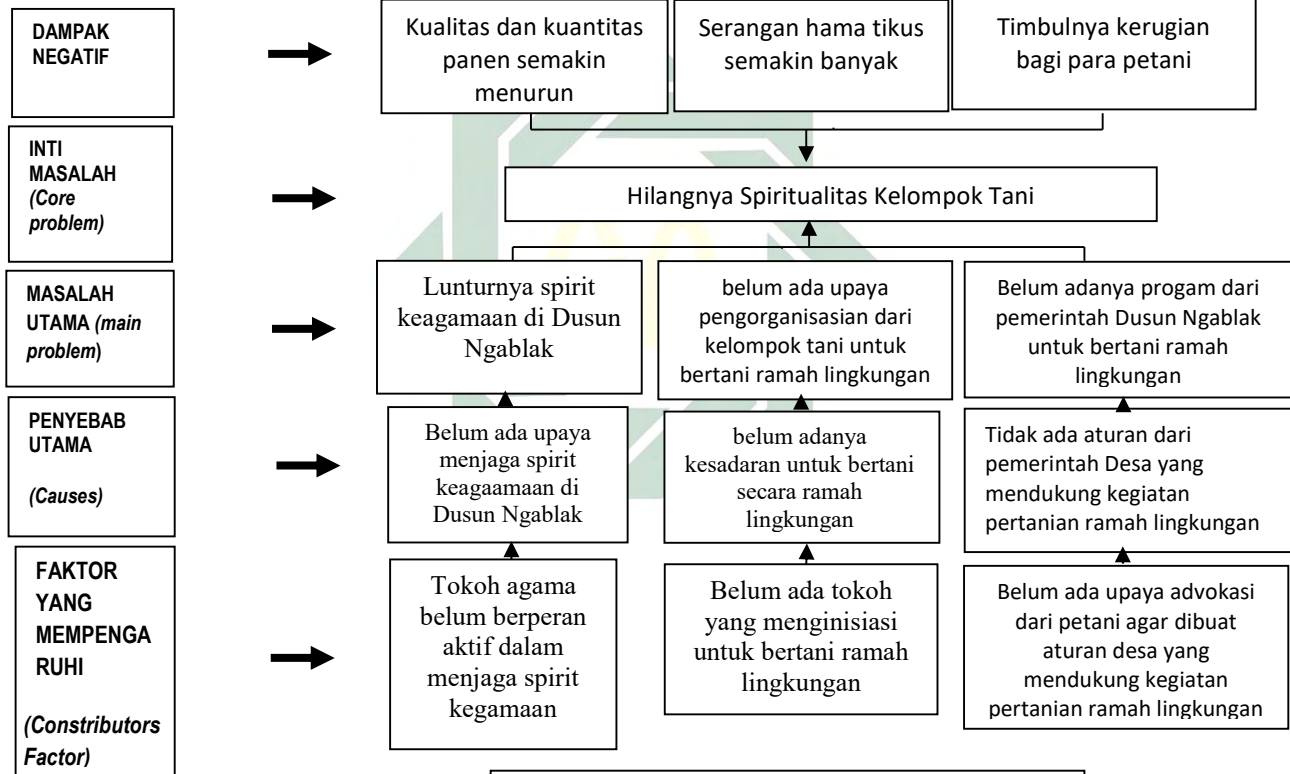 DAMPAK
NEGATIF
Kualitas dan kuantitas
panen semakin
menurun
Serangan hama tikus
semakin banyak
Timbulnya kerugian
bagi para petani
INTI
MASALAH
(Core
problem)
Hilangnya Spiritualitas Kelompok Tani
MASALAH
UTAMA (main
problem)
Lunturnya spirit
keagamaan di Dusun
Ngablak
belum ada upaya
pengorganisasian dari
kelompok tani untuk
bertani ramah lingkungan
Belum adanya progam dari
pemerintah Dusun Ngablak
untuk bertani ramah
lingkungan
PENYEBAB
UTAMA
(Causes)
Belum ada upaya
menjaga spirit
keagaamaan di
Dusun Ngablak
belum adanya
kesadaran untuk bertani
secara ramah
lingkungan
Tidak ada aturan dari
pemerintah Desa yang
mendukung kegiatan
pertanian ramah lingkungan
FAKTOR
YANG
MEMPENGA
RUHI
(Constributors
Factor)
Tokoh agama
belum berperan
aktif dalam
menjaga spirit
kegamaan
Belum ada tokoh
yang menginisiasi
untuk bertani ramah
lingkungan
Belum ada upaya advokasi
dari petani agar dibuat
aturan desa yang
mendukung kegiatan
pertanian ramah lingkungan